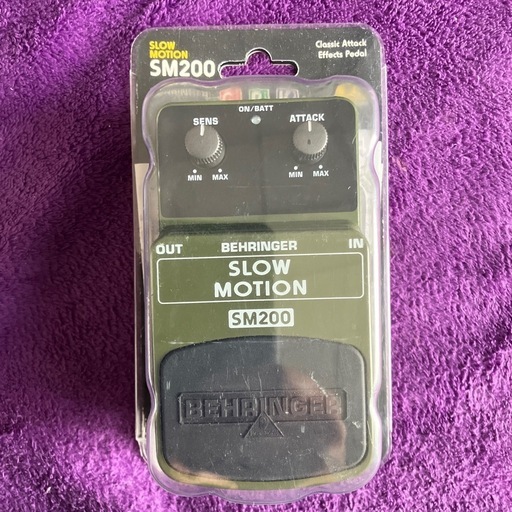 SLOW
MOTION
SM200
Classic Attack
Effects Pedal
ON/BATT
SENS
ATTACK
MIN MAX
MIN MAX
OUT BEHRINGER IN
SLOW
MOTION
SM200
BEHRINGER